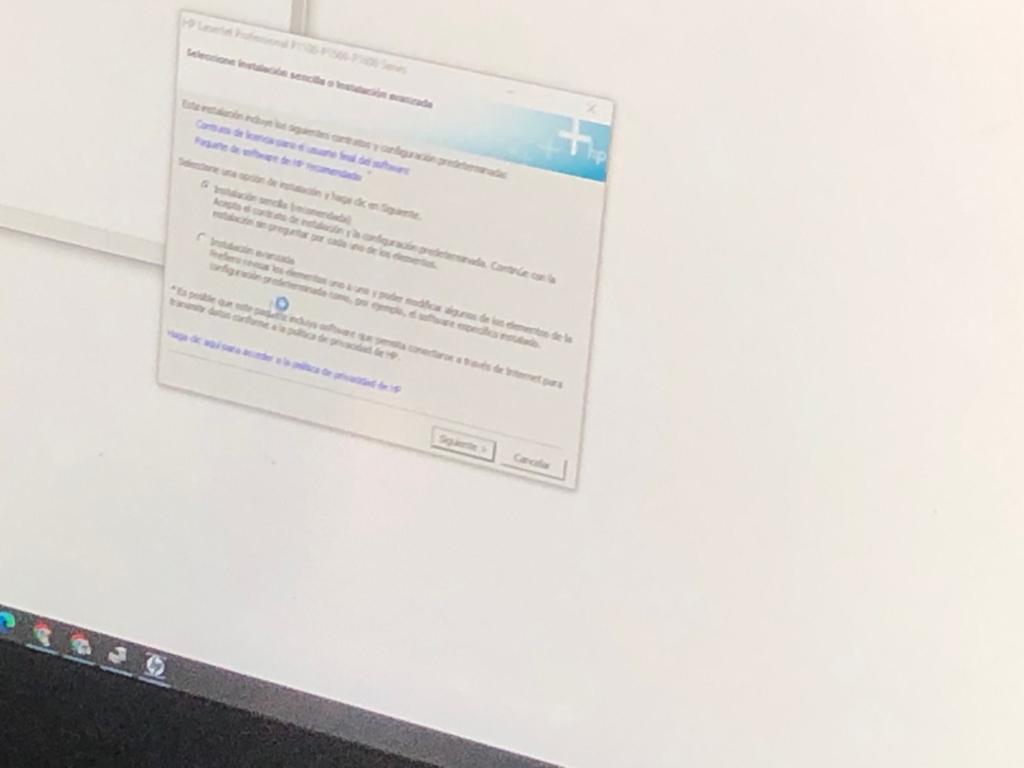 HP LaserJet Professional P1100-P1560-P1600 Series
Seleccione Instalación sencilla o Instalación avanzada
hp
Esta instalación incluye los siguientes contratos y configuración predeterminadas:
Contrato de licencia para el usuario final del software
Paquete de software de HP recomendado *
Seleccione una opción de instalación y haga clic en Siguiente.
Instalación sencilla (recomendada)
Acepto el contrato de instalación y la configuración predeterminada. Continúe con la
instalación sin preguntar por cada uno de los elementos.
Instalación avanzada
Prefiero revisar los elementos uno a uno y poder modificar algunos de los elementos de la
configuración predeterminada como, por ejemplo, el software específico instalado.
* Es posible que este paquete incluya software que permita conectarse a través de Internet para
transmitir datos conforme a la política de privacidad de HP.
Haga clic aquí para acceder a la política de privacidad de HP
Siguiente >
Cancelar